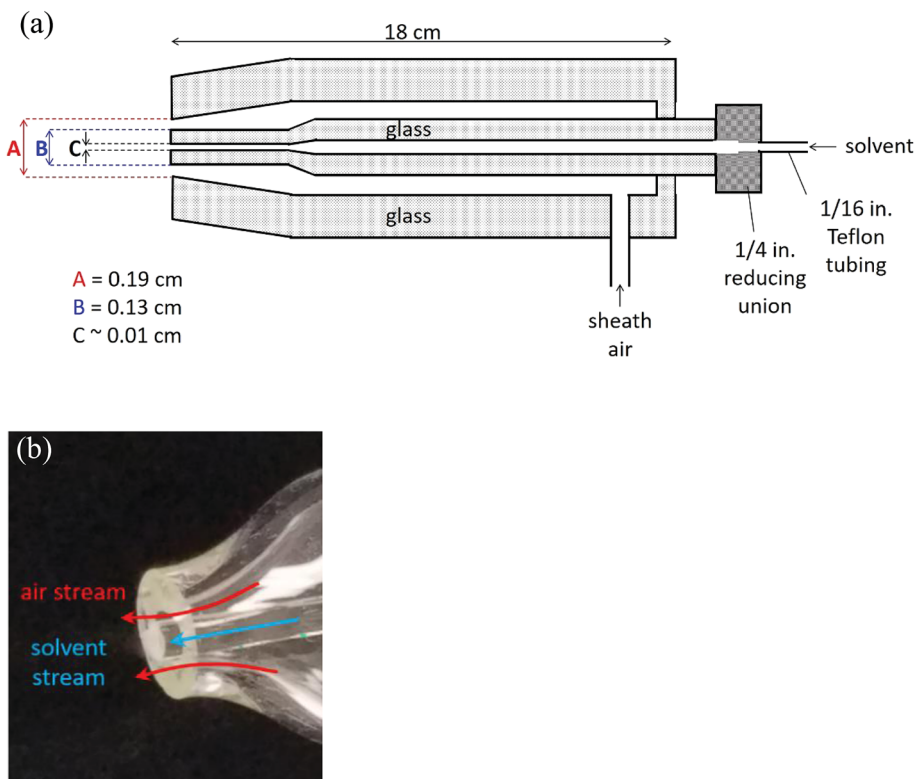 (a)
18 cm
glass
A
B
C
solvent
glass
1/16 in.
Teflon
tubing
1/4 in.
reducing
union
A = 0.19 cm
B = 0.13 cm
C ~ 0.01 cm
sheath
air
(b)
air stream
solvent
stream